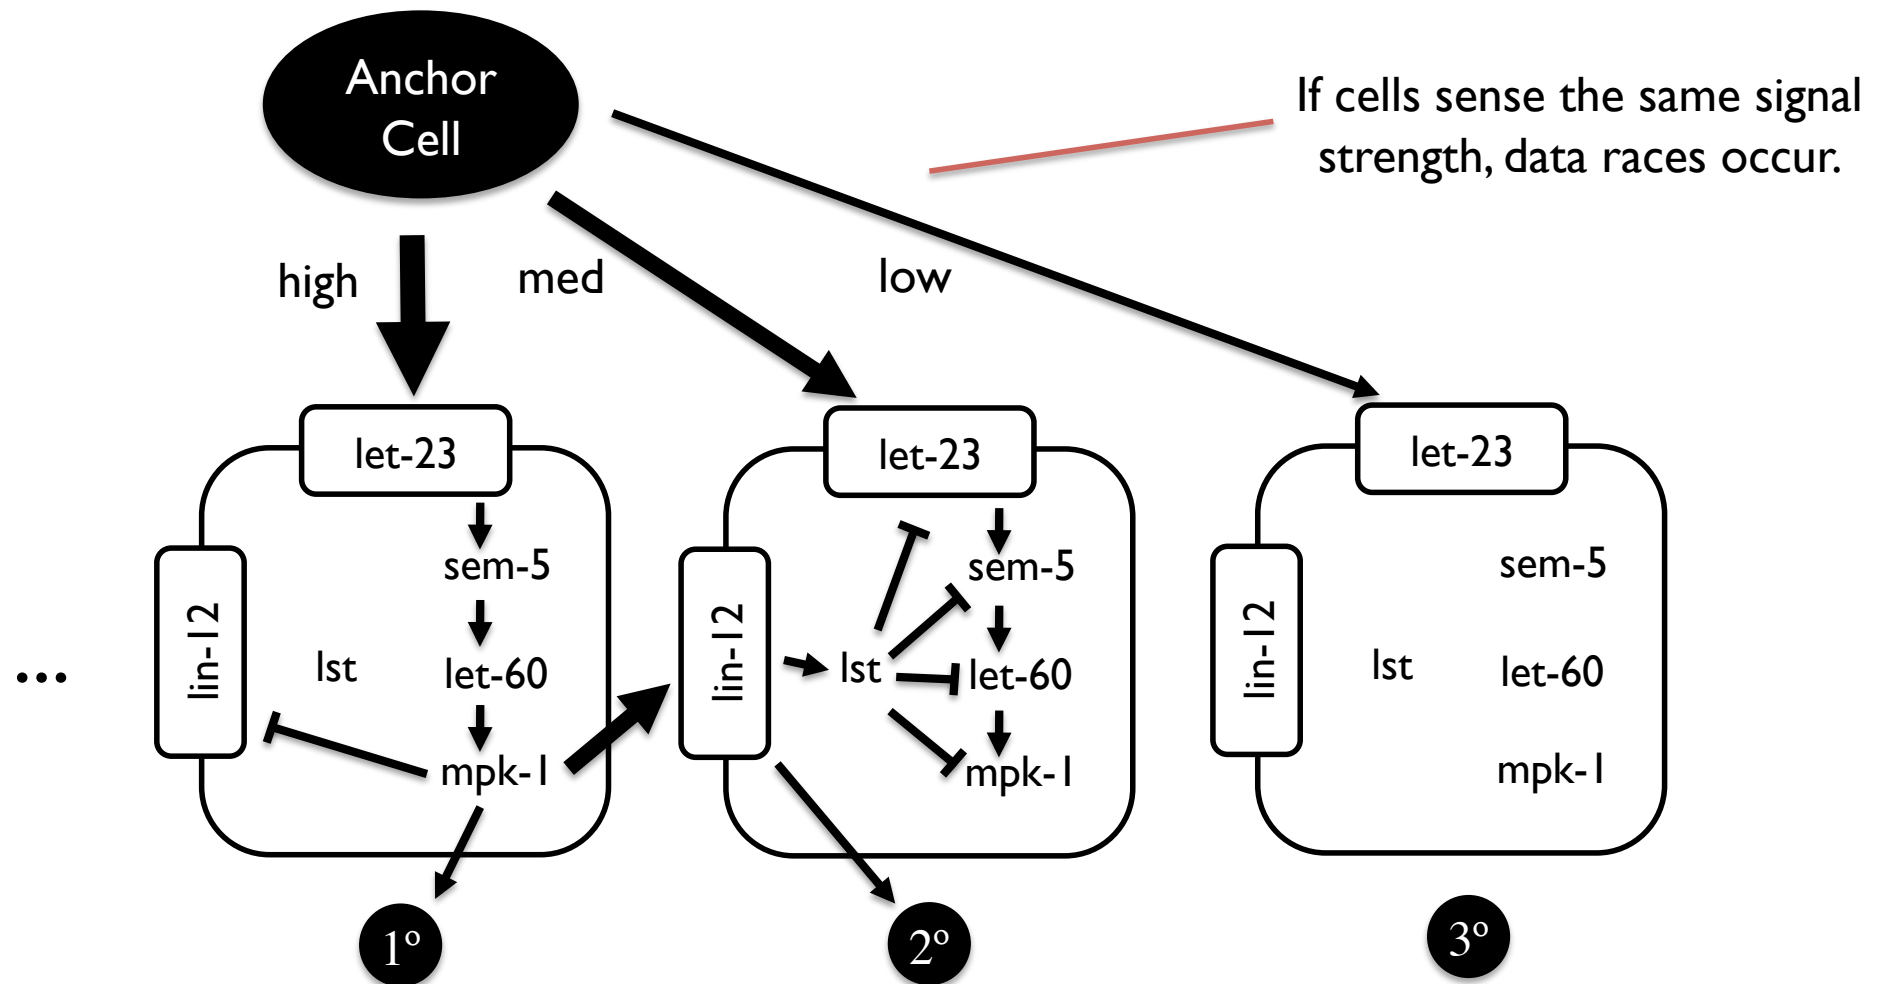 Anchor
Cell
If cells sense the same signal
strength, data races occur.
high
med
low
let-23
let-23
let-23
sem-5
sem-5
sem-5
lin-12
lst
let-60
lin-12
lst
let-60
lin-12
lst
let-60
...
mpk-1
mpk-1
mpk-1
1º
2º
3º